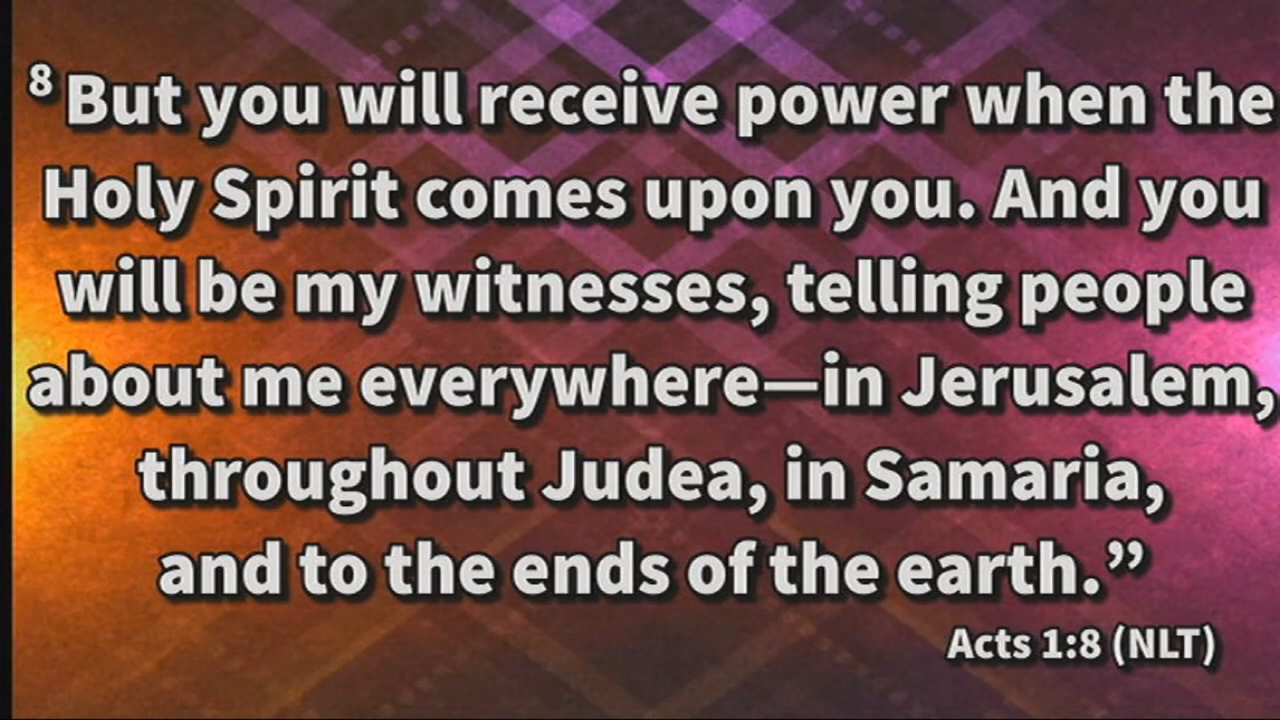 ⁸ But you will receive power when the
Holy Spirit comes upon you. And you
will be my witnesses, telling people
about me everywhere—in Jerusalem,
throughout Judea, in Samaria,
and to the ends of the earth.”
Acts 1:8 (NLT)